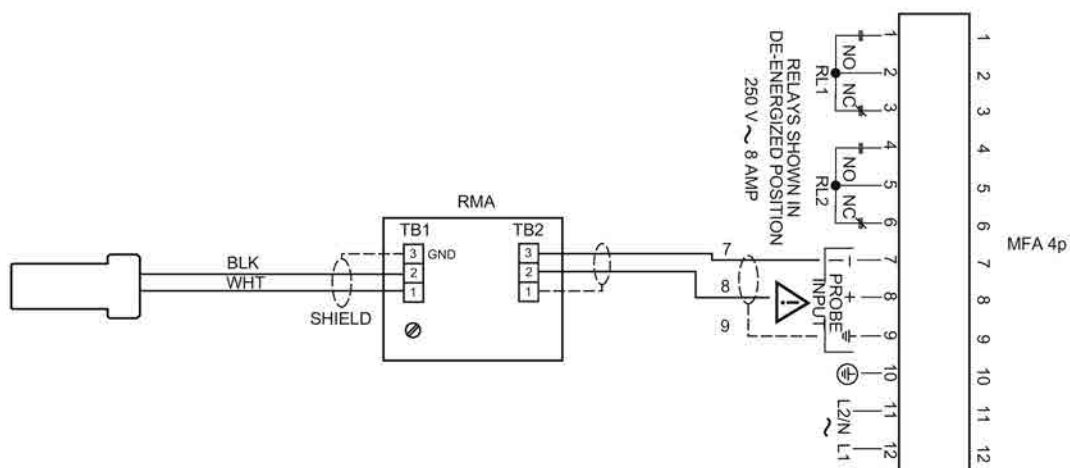 BLK
WHT
SHIELD
RMA
TB1
3
2
1
GND
TB2
3
2
1
7
8
9
RELAYS SHOWN IN
DE-ENERGIZED POSITION
250 V ~ 8 AMP
RL1
NO
NC
RL2
NO
NC
PROBE
INPUT
−
+
L2/N
~
L1
1
2
3
4
5
6
7
8
9
10
11
12
1
2
3
4
5
6
7
8
9
10
11
12
MFA 4p